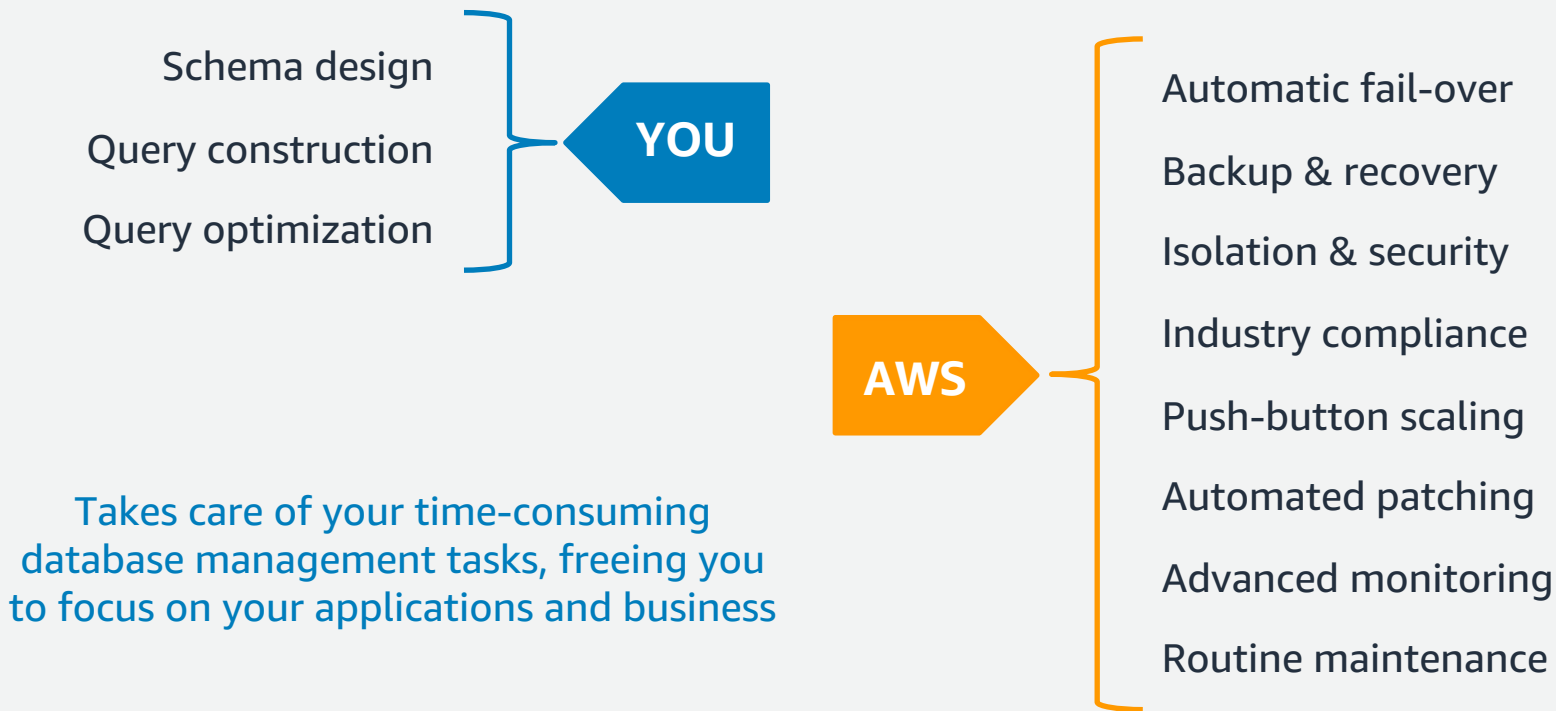 Schema design
Query construction
Query optimization
YOU
AWS
Automatic fail-over
Backup & recovery
Isolation & security
Industry compliance
Push-button scaling
Automated patching
Advanced monitoring
Routine maintenance
Takes care of your time-consuming
database management tasks, freeing you
to focus on your applications and business